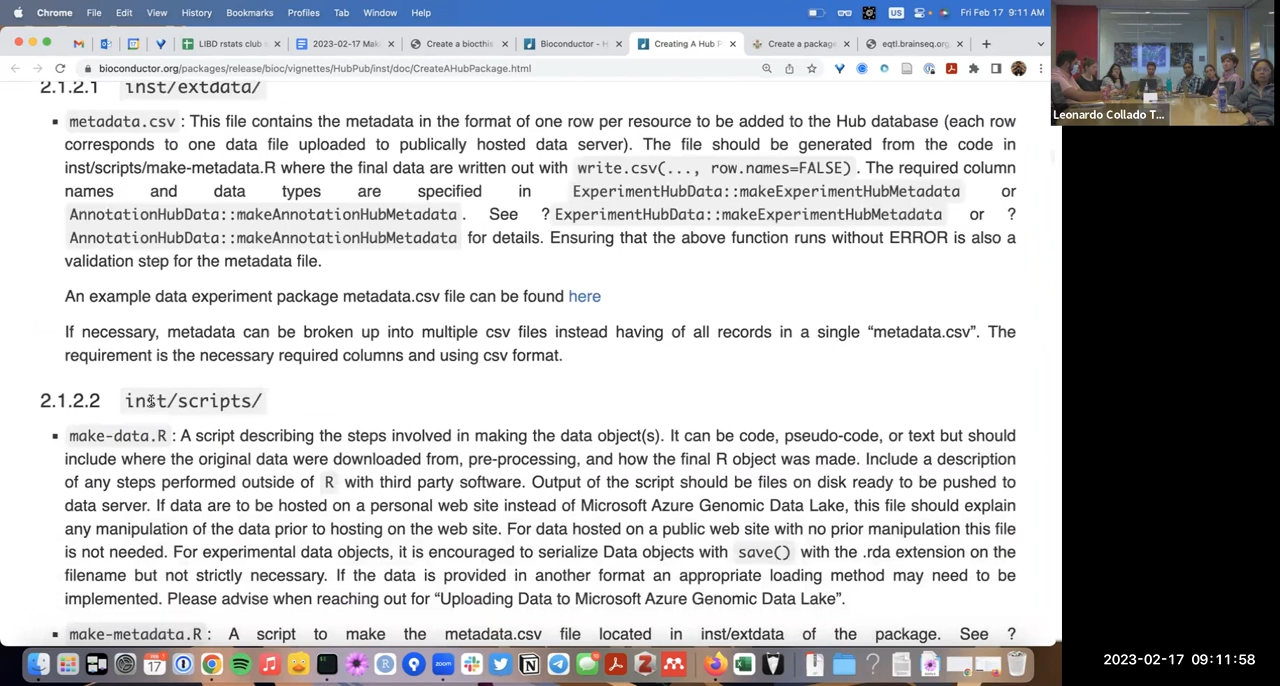 Chrome File Edit View History Bookmarks Profiles Tab Window Help US Fri Feb 17 9:11 AM
LIBD rstats club 2023-02-17 Mak Create a biocthis Bioconductor - H Creating A Hub P Create a package eqtl.brainseq.org
bioconductor.org/packages/release/bioc/vignettes/HubPub/inst/doc/CreateAHubPackage.html
Leonardo Collado T...
2.1.2.1 inst/extdata/
metadata.csv: This file contains the metadata in the format of one row per resource to be added to the Hub database (each row
corresponds to one data file uploaded to publically hosted data server). The file should be generated from the code in
inst/scripts/make-metadata.R where the final data are written out with write.csv(..., row.names=FALSE). The required column
names and data types are specified in ExperimentHubData::makeExperimentHubMetadata or
AnnotationHubData::makeAnnotationHubMetadata. See ?ExperimentHubData::makeExperimentHubMetadata or ?
AnnotationHubData::makeAnnotationHubMetadata for details. Ensuring that the above function runs without ERROR is also a
validation step for the metadata file.
An example data experiment package metadata.csv file can be found here
If necessary, metadata can be broken up into multiple csv files instead having of all records in a single “metadata.csv”. The
requirement is the necessary required columns and using csv format.
2.1.2.2 inst/scripts/
make-data.R: A script describing the steps involved in making the data object(s). It can be code, pseudo-code, or text but should
include where the original data were downloaded from, pre-processing, and how the final R object was made. Include a description
of any steps performed outside of R with third party software. Output of the script should be files on disk ready to be pushed to
data server. If data are to be hosted on a personal web site instead of Microsoft Azure Genomic Data Lake, this file should explain
any manipulation of the data prior to hosting on the web site. For data hosted on a public web site with no prior manipulation this file
is not needed. For experimental data objects, it is encouraged to serialize Data objects with save() with the .rda extension on the
filename but not strictly necessary. If the data is provided in another format an appropriate loading method may need to be
implemented. Please advise when reaching out for “Uploading Data to Microsoft Azure Genomic Data Lake”.
make-metadata.R: A script to make the metadata.csv file located in inst/extdata of the package. See ?
17
zoom
2023-02-17 09:11:58